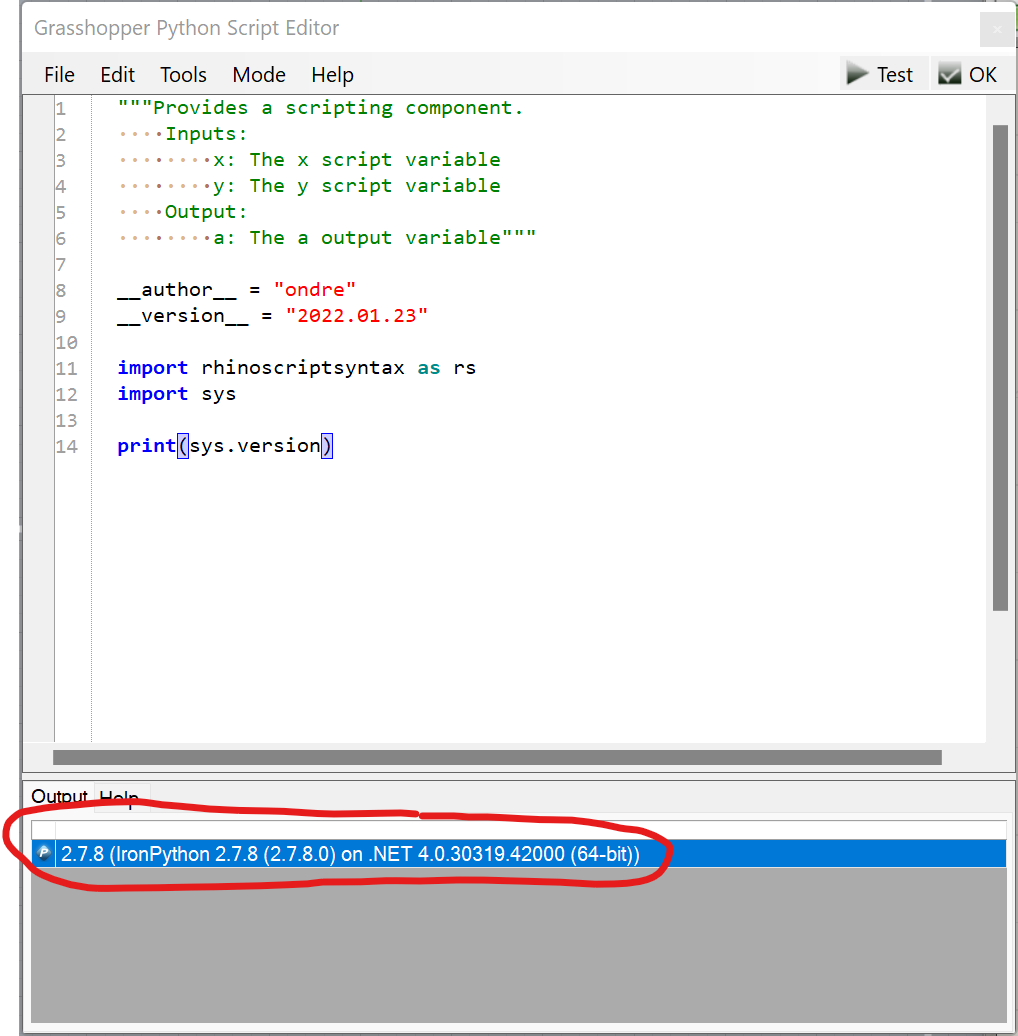 Grasshopper Python Script Editor
File Edit Tools Mode Help Test OK
1 """Provides a scripting component.
2 ····Inputs:
3 ········x: The x script variable
4 ········y: The y script variable
5 ····Output:
6 ········a: The a output variable"""
7
8 __author__ = "ondre"
9 __version__ = "2022.01.23"
10
11 import rhinoscriptsyntax as rs
12 import sys
13
14 print(sys.version)
Output Help
2.7.8 (IronPython 2.7.8 (2.7.8.0) on .NET 4.0.30319.42000 (64-bit))